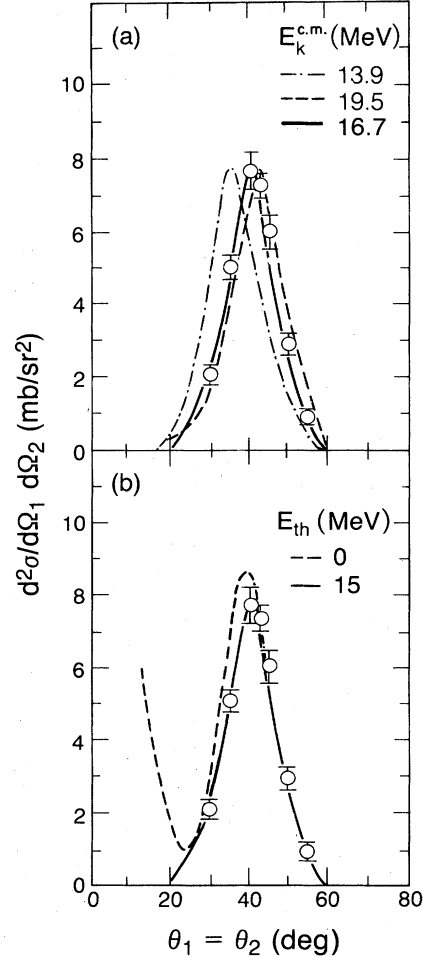 (a)
E_k^{c.m.} (MeV)
13.9
19.5
16.7
10
8
6
4
2
0
dσ²/dΩ₁ dΩ₂ (mb/sr²)
(b)
E_th (MeV)
0
15
10
8
6
4
2
0
0 20 40 60 80
θ₁ = θ₂ (deg)